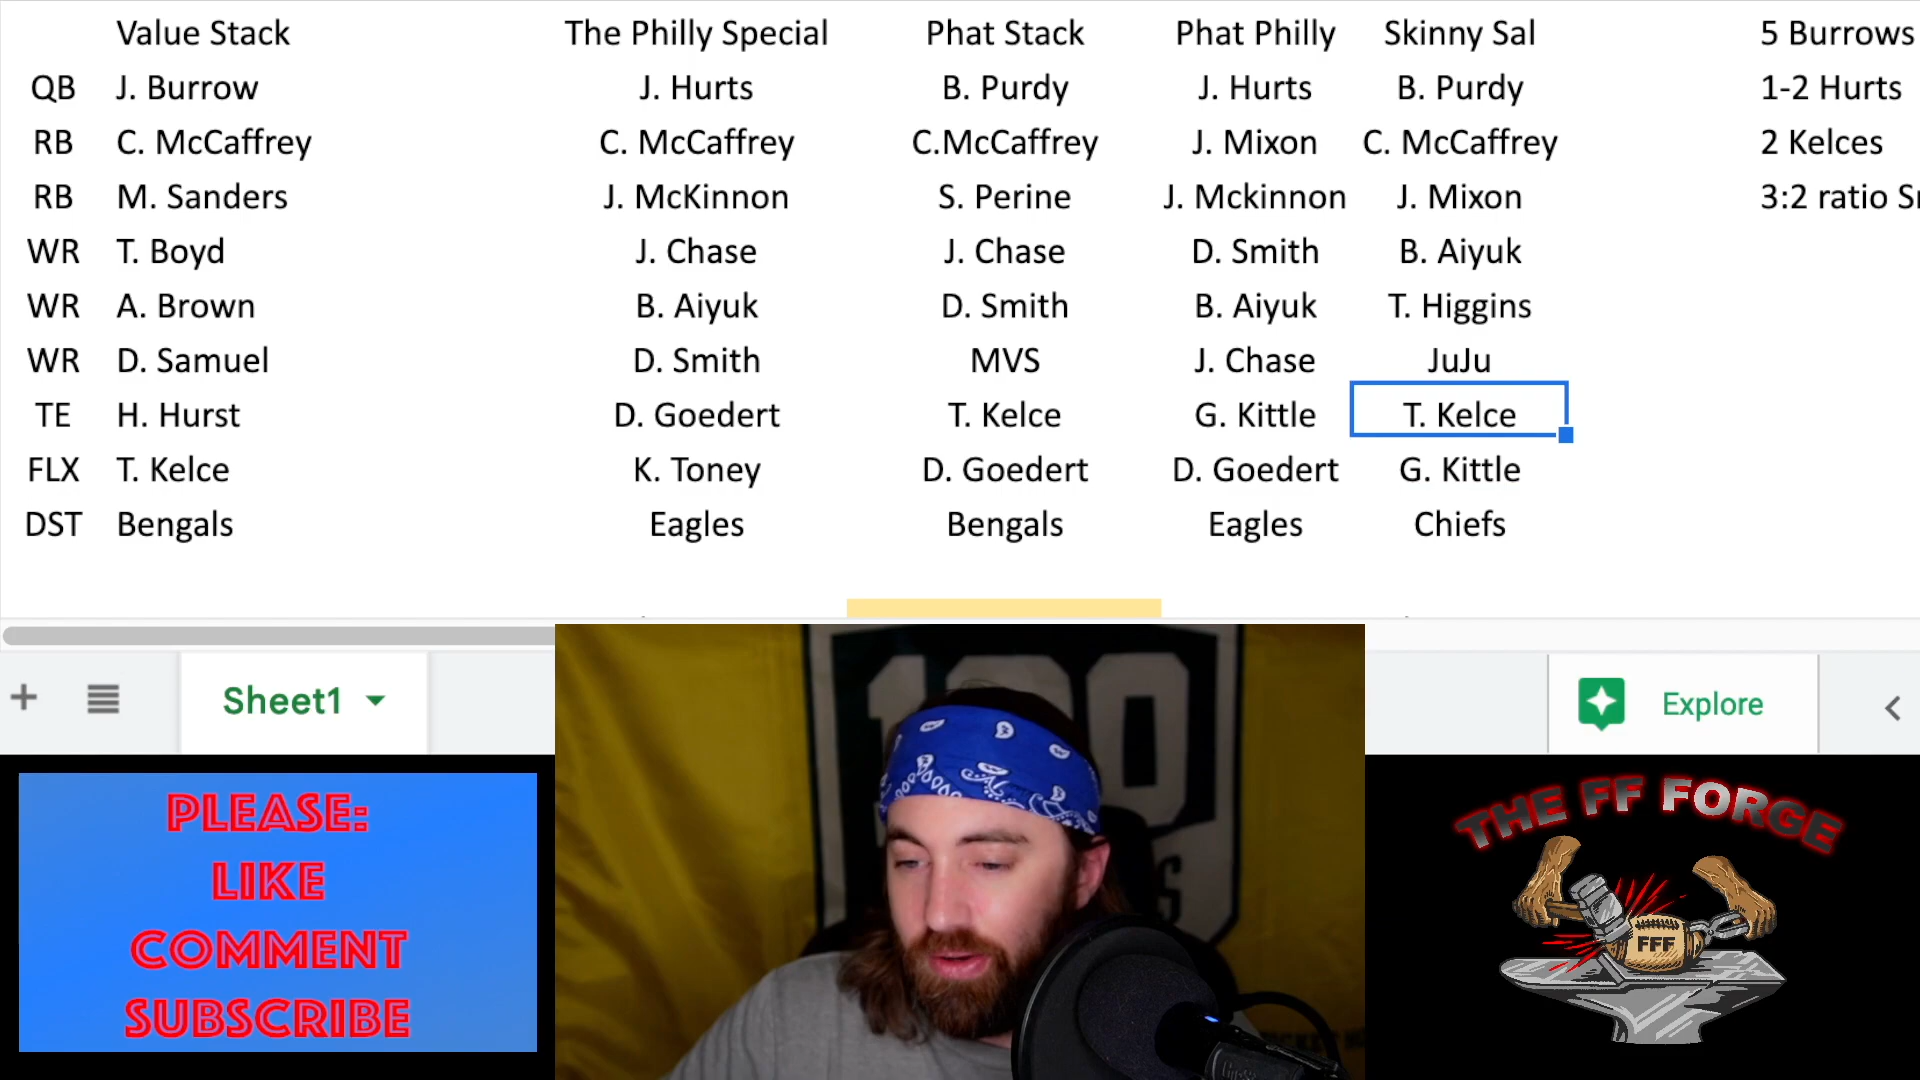 Value Stack The Philly Special Phat Stack Phat Philly Skinny Sal 5 Burrows
QB J. Burrow J. Hurts B. Purdy J. Hurts B. Purdy 1-2 Hurts
RB C. McCaffrey C. McCaffrey C.McCaffrey J. Mixon C. McCaffrey 2 Kelces
RB M. Sanders J. McKinnon S. Perine J. Mckinnon J. Mixon 3:2 ratio
WR T. Boyd J. Chase J. Chase D. Smith B. Aiyuk
WR A. Brown B. Aiyuk D. Smith B. Aiyuk T. Higgins
WR D. Samuel D. Smith MVS J. Chase JuJu
TE H. Hurst D. Goedert T. Kelce G. Kittle T. Kelce
FLX T. Kelce K. Toney D. Goedert D. Goedert G. Kittle
DST Bengals Eagles Bengals Eagles Chiefs
Sheet1
Explore
PLEASE:
LIKE
COMMENT
SUBSCRIBE
100
THE FF FORGE
FFF